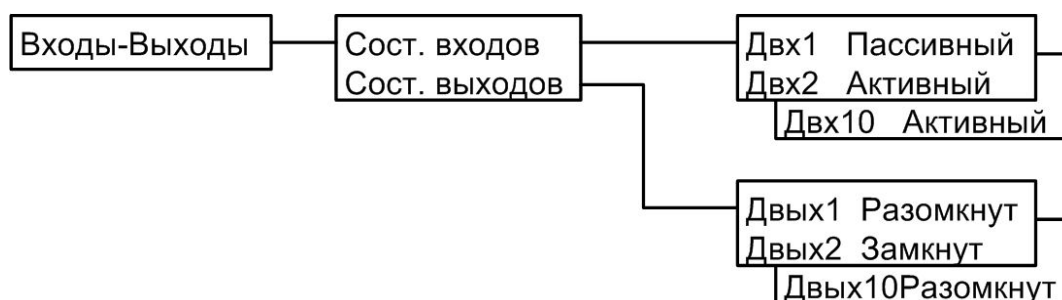 Входы-Выходы
Сост. входов
Сост. выходов
Двх1 Пассивный
Двх2 Активный
Двх10 Активный
Двых1 Разомкнут
Двых2 Замкнут
Двых10Разомкнут